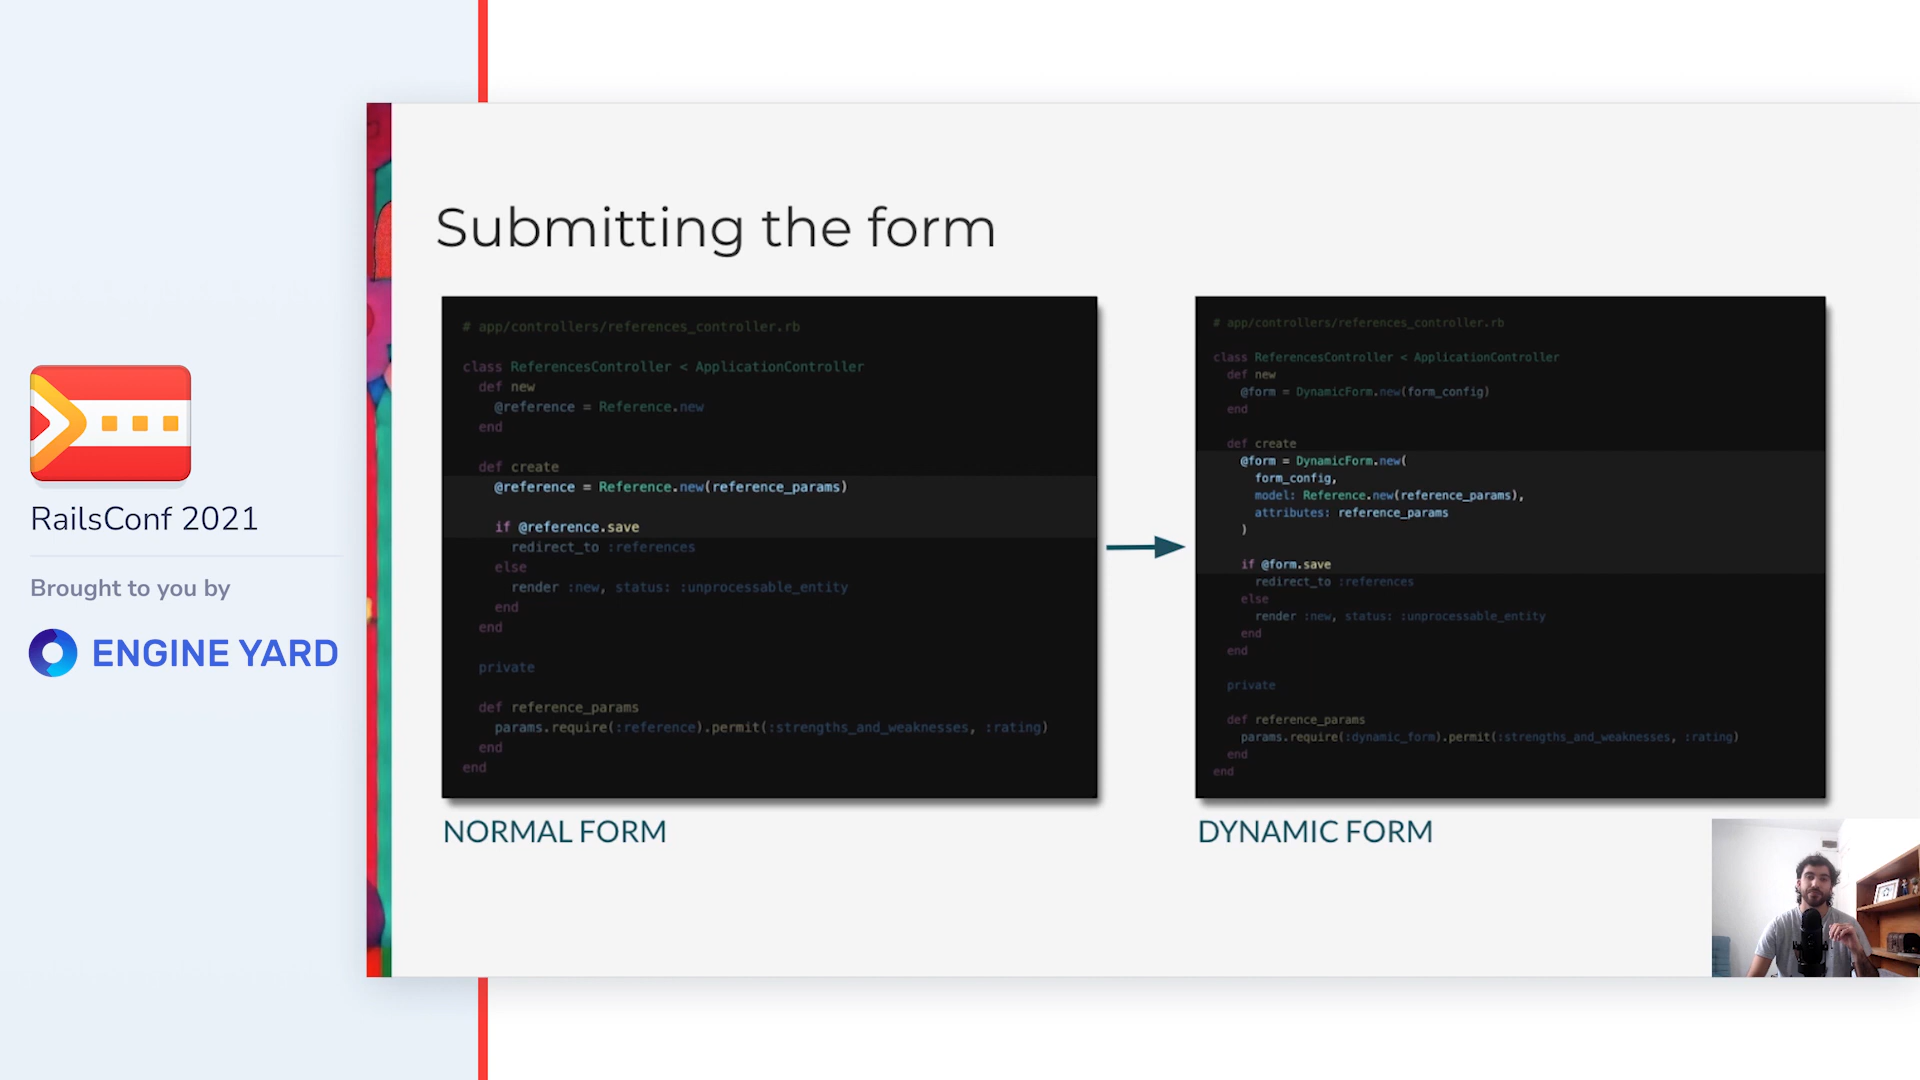 RailsConf 2021
Brought to you by
ENGINE YARD
Submitting the form
# app/controllers/references_controller.rb
class ReferencesController < ApplicationController
def new
@reference = Reference.new
end
def create
@reference = Reference.new(reference_params)
if @reference.save
redirect_to :references
else
render :new, status: :unprocessable_entity
end
end
private
def reference_params
params.require(:reference).permit(:strengths_and_weaknesses, :rating)
end
end
NORMAL FORM
# app/controllers/references_controller.rb
class ReferencesController < ApplicationController
def new
@form = DynamicForm.new(form_config)
end
def create
@form = DynamicForm.new(
form_config,
model: Reference.new(reference_params),
attributes: reference_params
)
if @form.save
redirect_to :references
else
render :new, status: :unprocessable_entity
end
end
private
def reference_params
params.require(:dynamic_form).permit(:strengths_and_weaknesses, :rating)
end
end
DYNAMIC FORM